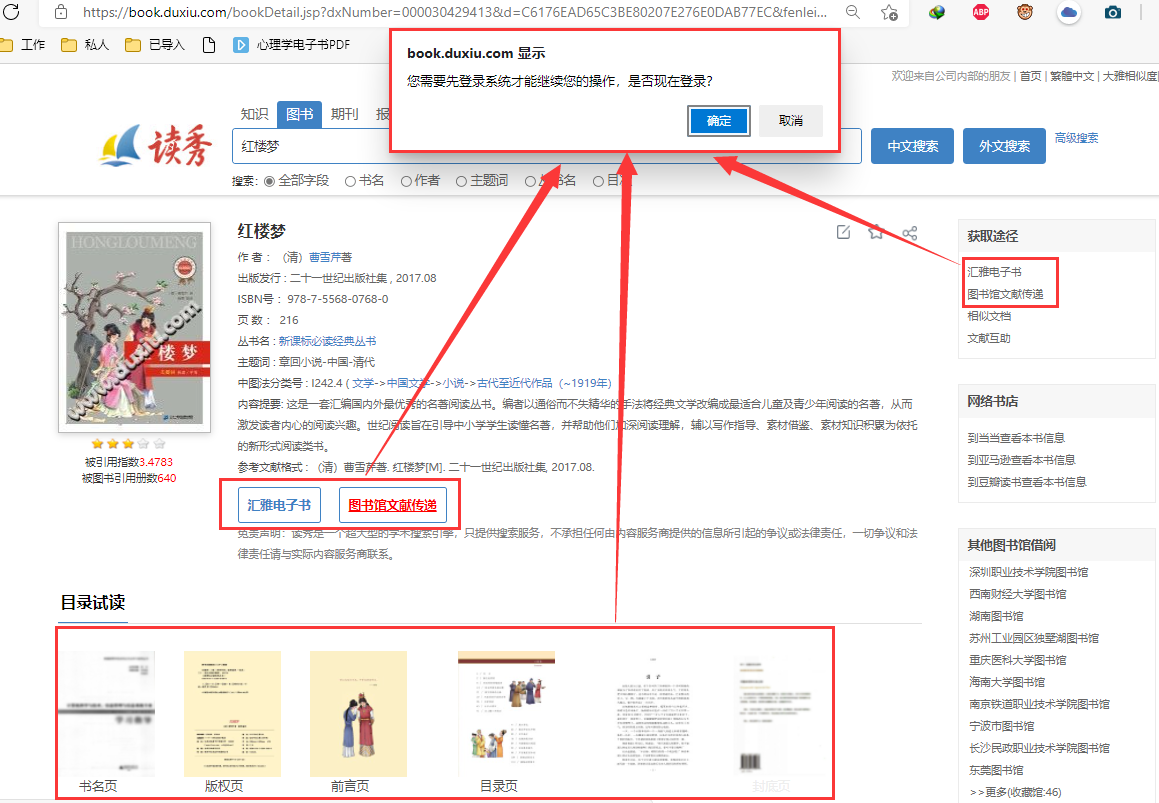 https://book.duxiu.com/bookDetail.jsp?dxNumber=000030429413&d=C6176EAD65C3BE80207E276E0DAB77EC&fenlei...
ABP
工作 私人 已导入 心理学电子书PDF
book.duxiu.com 显示
您需要先登录系统才能继续您的操作，是否现在登录?
确定 取消
欢迎来自公司内部的朋友 | 首页 | 繁體中文 | 大雅相似度
读秀
知识 图书 期刊 报
红楼梦
中文搜索 外文搜索 高级搜索
搜索: 全部字段 书名 作者 主题词 丛书名 目次
HONGLOUMENG
楼梦
www.duxiu.com
被引用指数3.4783
被图书引用册数640
红楼梦
作 者 : （清）曹雪芹著
出版发行 : 二十一世纪出版社集 , 2017.08
ISBN号 : 978-7-5568-0768-0
页 数 : 216
丛书名 : 新课标必读经典丛书
主题词 : 章回小说-中国-清代
中图法分类号 : I242.4 ( 文学->中国文学->小说->古代至近代作品（~1919年）
内容提要: 这是一套汇编国内外最优秀的名著阅读丛书。编者以通俗而不失精华的手法将经典文学改编成最适合儿童及青少年阅读的名著，从而
激发读者内心的阅读兴趣。世纪阅读旨在引导中小学学生读懂名著，并帮助他们加深阅读理解，辅以写作指导、素材借鉴、素材知识积累为依托
的新形式阅读类书。
参考文献格式 : （清）曹雪芹著. 红楼梦[M]. 二十一世纪出版社集, 2017.08.
汇雅电子书 图书馆文献传递
免责声明：读秀是一个超大型的学术搜索引擎，只提供搜索服务，不承担任何由内容服务商提供的信息所引起的争议或法律责任，一切争议和法
律责任请与实际内容服务商联系。
目录试读
书名页 版权页 前言页 目录页 封底页
获取途径
汇雅电子书
图书馆文献传递
相似文档
文献互助
网络书店
到当当查看本书信息
到亚马逊查看本书信息
到豆瓣读书查看本书信息
其他图书馆借阅
深圳职业技术学院图书馆
西南财经大学图书馆
湖南图书馆
苏州工业园区独墅湖图书馆
重庆医科大学图书馆
海南大学图书馆
南京铁道职业技术学院图书馆
宁波市图书馆
长沙民政职业技术学院图书馆
东莞图书馆
>>更多(收藏馆:46)